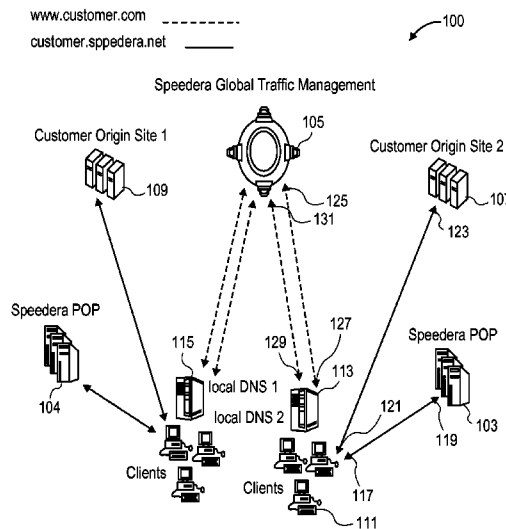 www.customer.com
customer.sppedera.net
100
Speedera Global Traffic Management
105
Customer Origin Site 1
109
Customer Origin Site 2
107
125
131
123
Speedera POP
104
115
129
127
113
Speedera POP
local DNS 1
local DNS 2
121
119
103
Clients
Clients
117
111